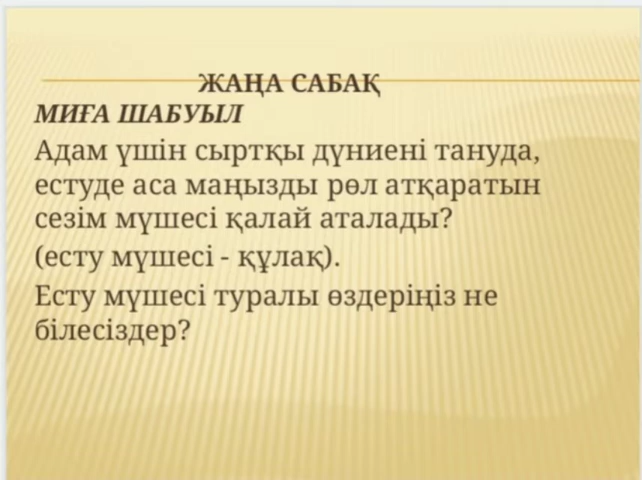 ЖАҢА САБАҚ
МИҒА ШАБУЫЛ
Адам үшін сыртқы дүниені тануда,
естуде аса маңызды рөл атқаратын
сезім мүшесі қалай аталады?
(есту мүшесі - құлақ).
Есту мүшесі туралы өздеріңіз не
білесіздер?